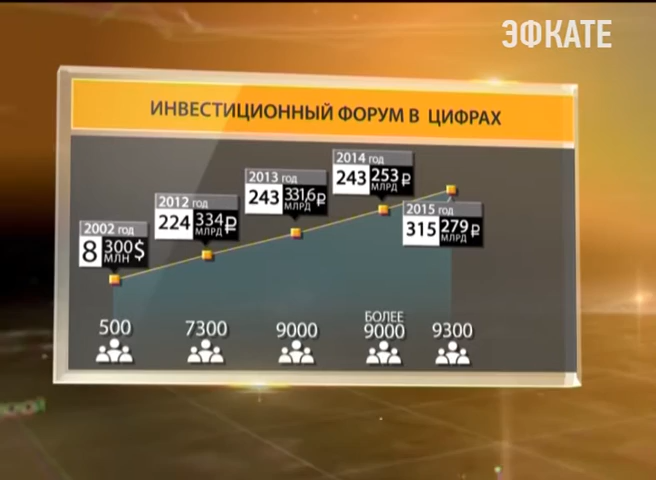 ЭФКАТЕ
ИНВЕСТИЦИОННЫЙ ФОРУМ В ЦИФРАХ
2002 ГОД
8 300 $
МЛН
2012 ГОД
224 334 ₽
МЛРД
2013 ГОД
243 331,6 ₽
МЛРД
2014 ГОД
243 253 ₽
МЛРД
2015 ГОД
315 279 ₽
МЛРД
500
7300
9000
БОЛЕЕ
9000
9300